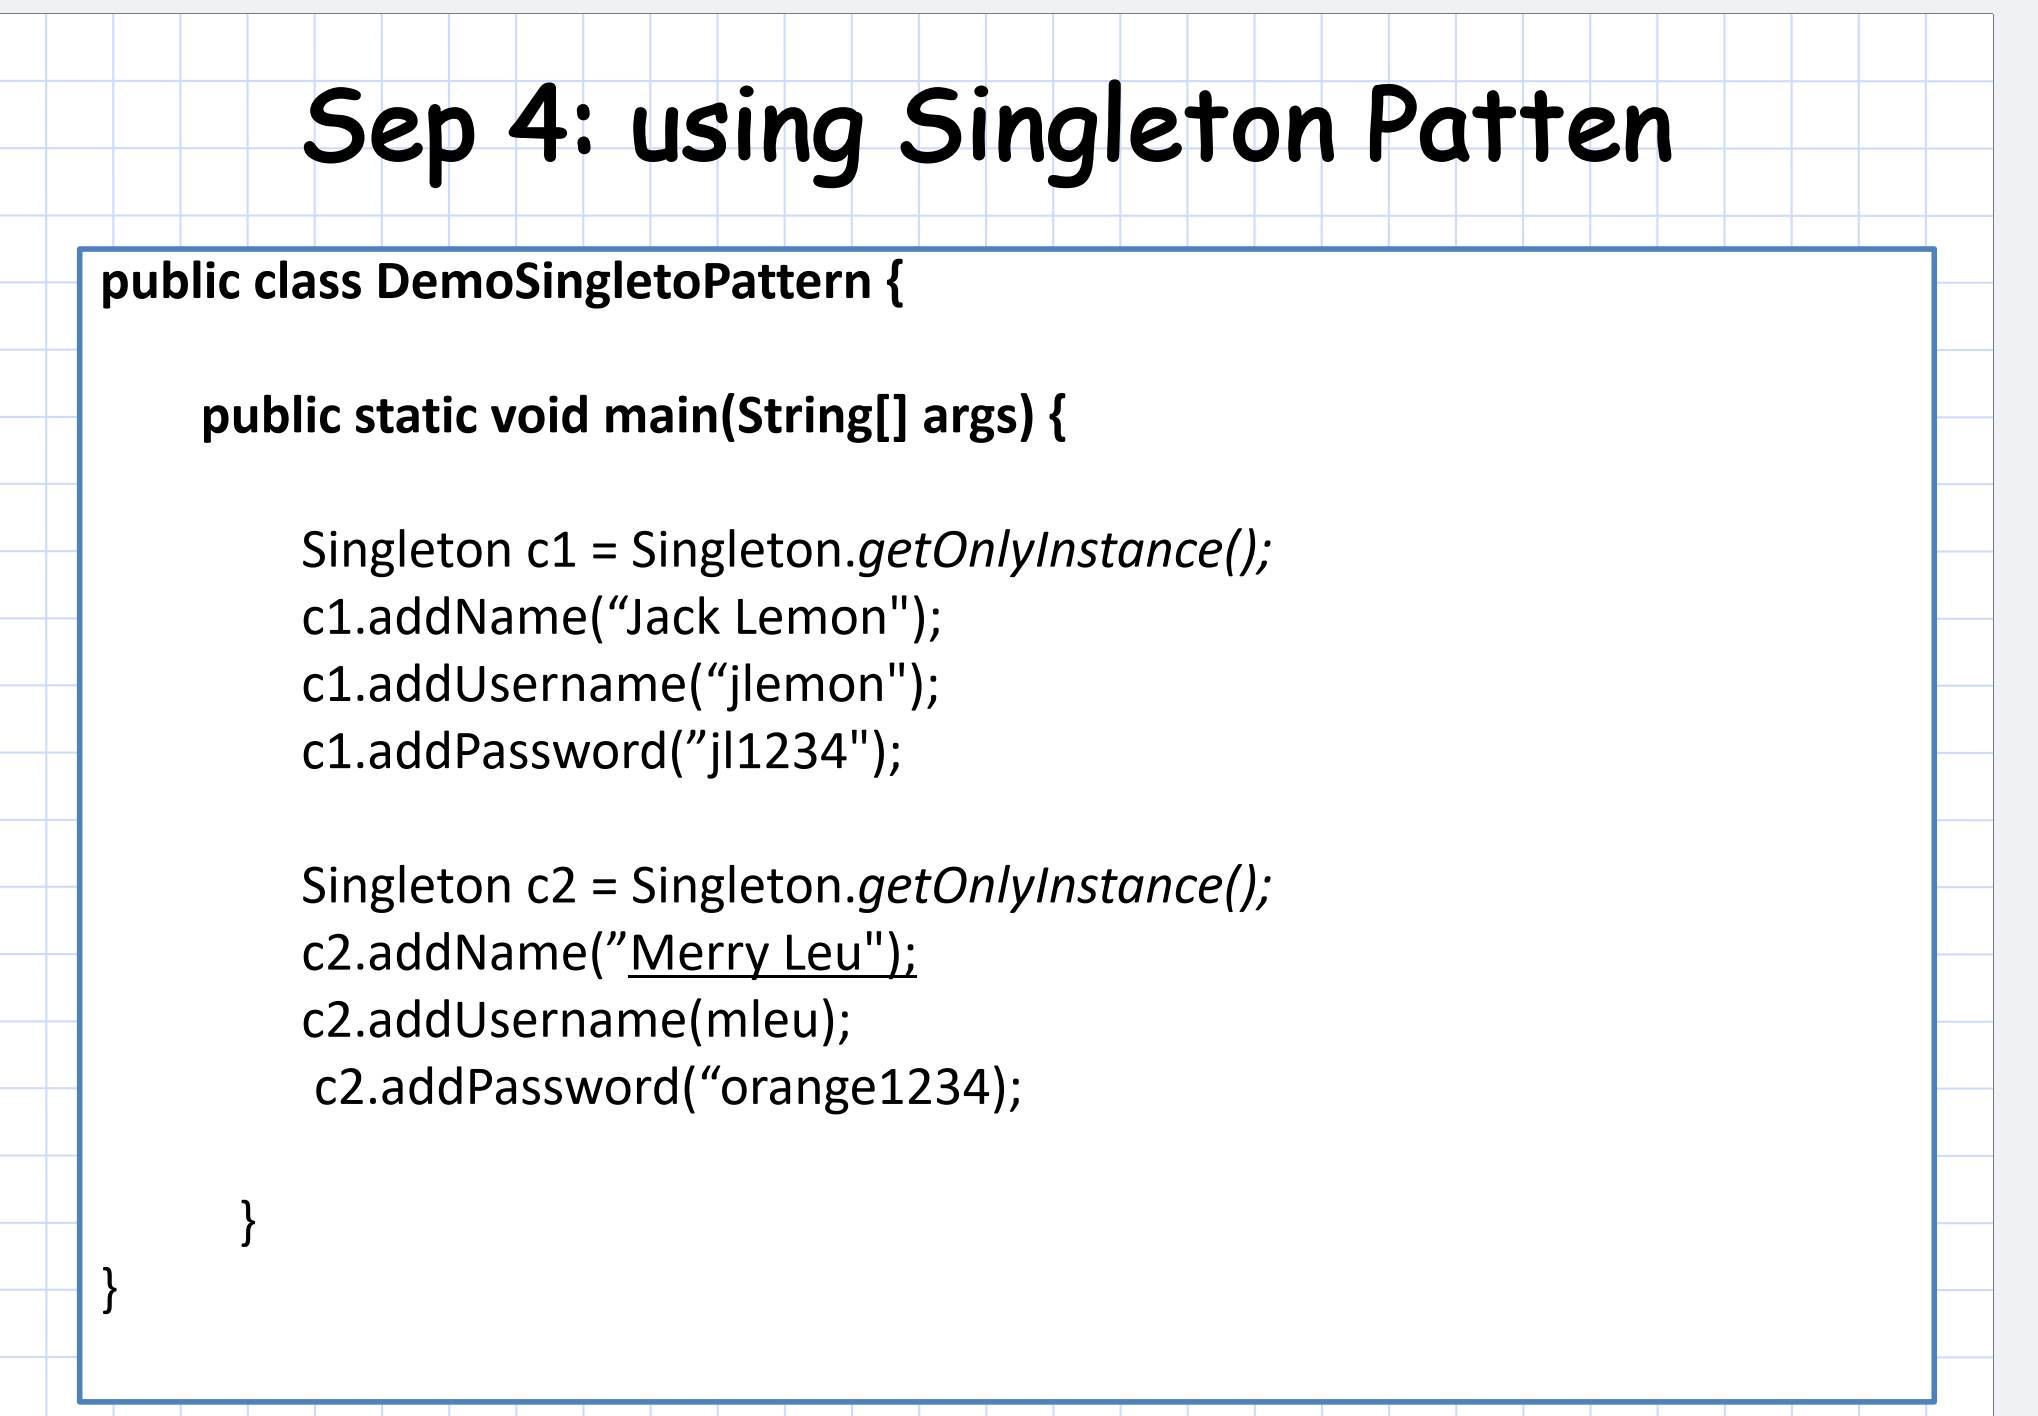 Sep 4: using Singleton Patten
public class DemoSingletoPattern {
public static void main(String[] args) {
Singleton c1 = Singleton.getOnlyInstance();
c1.addName(“Jack Lemon");
c1.addUsername(“jlemon");
c1.addPassword(”jl1234");
Singleton c2 = Singleton.getOnlyInstance();
c2.addName(”Merry Leu");
c2.addUsername(mleu);
c2.addPassword(“orange1234);
}
}